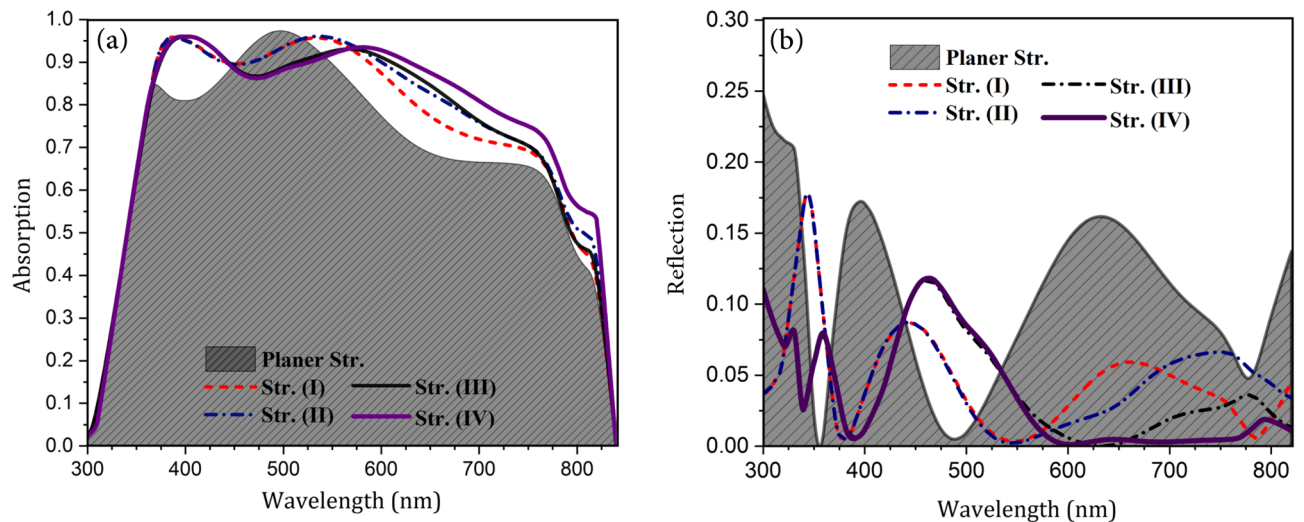 (a)
Absorption
1.0
0.9
0.8
0.7
0.6
0.5
0.4
0.3
0.2
0.1
0.0
Planer Str.
Str. (I) Str. (III)
Str. (II) Str. (IV)
300 400 500 600 700 800
Wavelength (nm)
(b)
Reflection
0.30
0.25
0.20
0.15
0.10
0.05
0.00
Planer Str.
Str. (I) Str. (III)
Str. (II) Str. (IV)
300 400 500 600 700 800
Wavelength (nm)